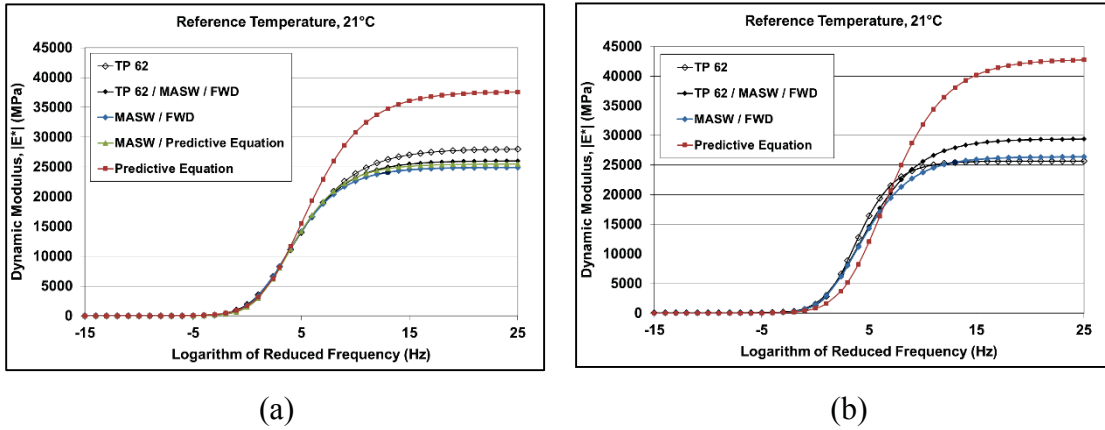 Reference Temperature, 21°C
Dynamic Modulus, |E*| (MPa)
45000
40000
35000
30000
25000
20000
15000
10000
5000
0
TP 62
TP 62 / MASW / FWD
MASW / FWD
MASW / Predictive Equation
Predictive Equation
-15
-5
5
15
25
Logarithm of Reduced Frequency (Hz)
(a)
Reference Temperature, 21°C
Dynamic Modulus, |E*| (MPa)
45000
40000
35000
30000
25000
20000
15000
10000
5000
0
TP 62
TP 62 / MASW / FWD
MASW / FWD
Predictive Equation
-15
-5
5
15
25
Logarithm of Reduced Frequency (Hz)
(b)